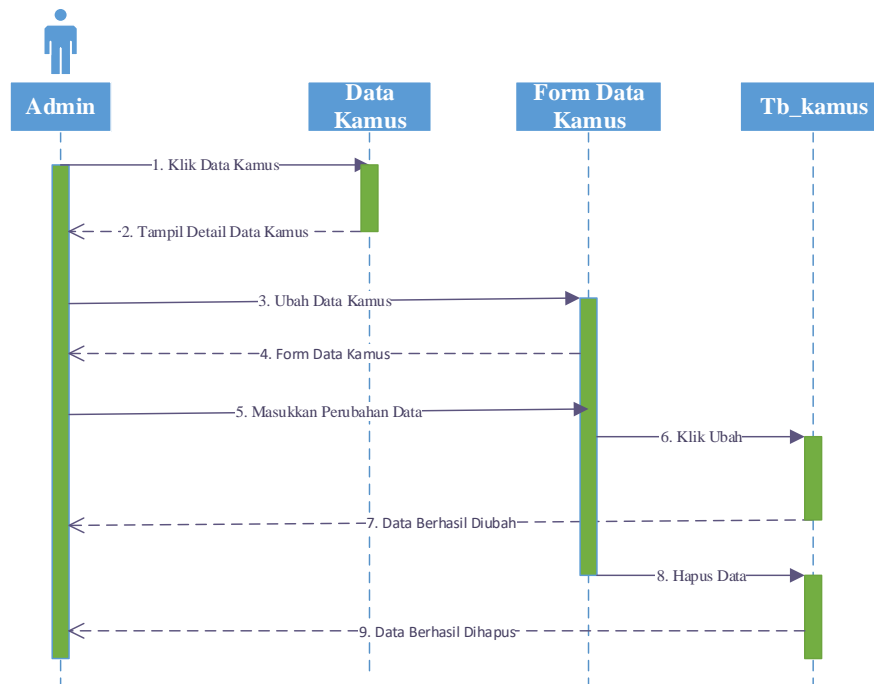 Admin
Data
Kamus
Form Data
Kamus
Tb_kamus
1. Klik Data Kamus
2. Tampil Detail Data Kamus
3. Ubah Data Kamus
4. Form Data Kamus
5. Masukkan Perubahan Data
6. Klik Ubah
7. Data Berhasil Diubah
8. Hapus Data
9. Data Berhasil Dihapus